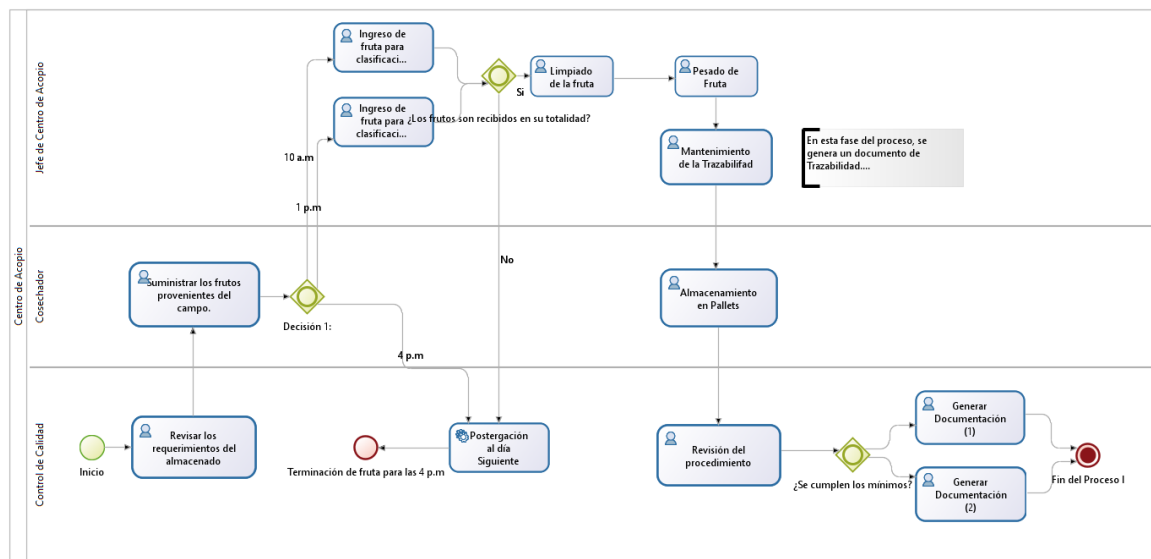 Centro de Acopio
Jefe de Centro de Acopio
Ingreso de
fruta para
clasificaci...
Ingreso de
fruta para
clasificaci...
Si
¿Los frutos son recibidos en su totalidad?
Limpiado
de la fruta
Pesado de
Fruta
Mantenimiento
de la Trazabilifad
En esta fase del proceso, se
genera un documento de
Trazabilidad....
10 a.m
1 p.m
Cosechador
Suministrar los frutos
provenientes del
campo.
Decisión 1:
No
4 p.m
Almacenamiento
en Pallets
Control de Calidad
Inicio
Revisar los
requerimientos del
almacenado
Terminación de fruta para las 4 p.m
Postergación
al día
Siguiente
Revisión del
procedimiento
¿Se cumplen los mínimos?
Generar
Documentación
(1)
Generar
Documentación
(2)
Fin del Proceso I